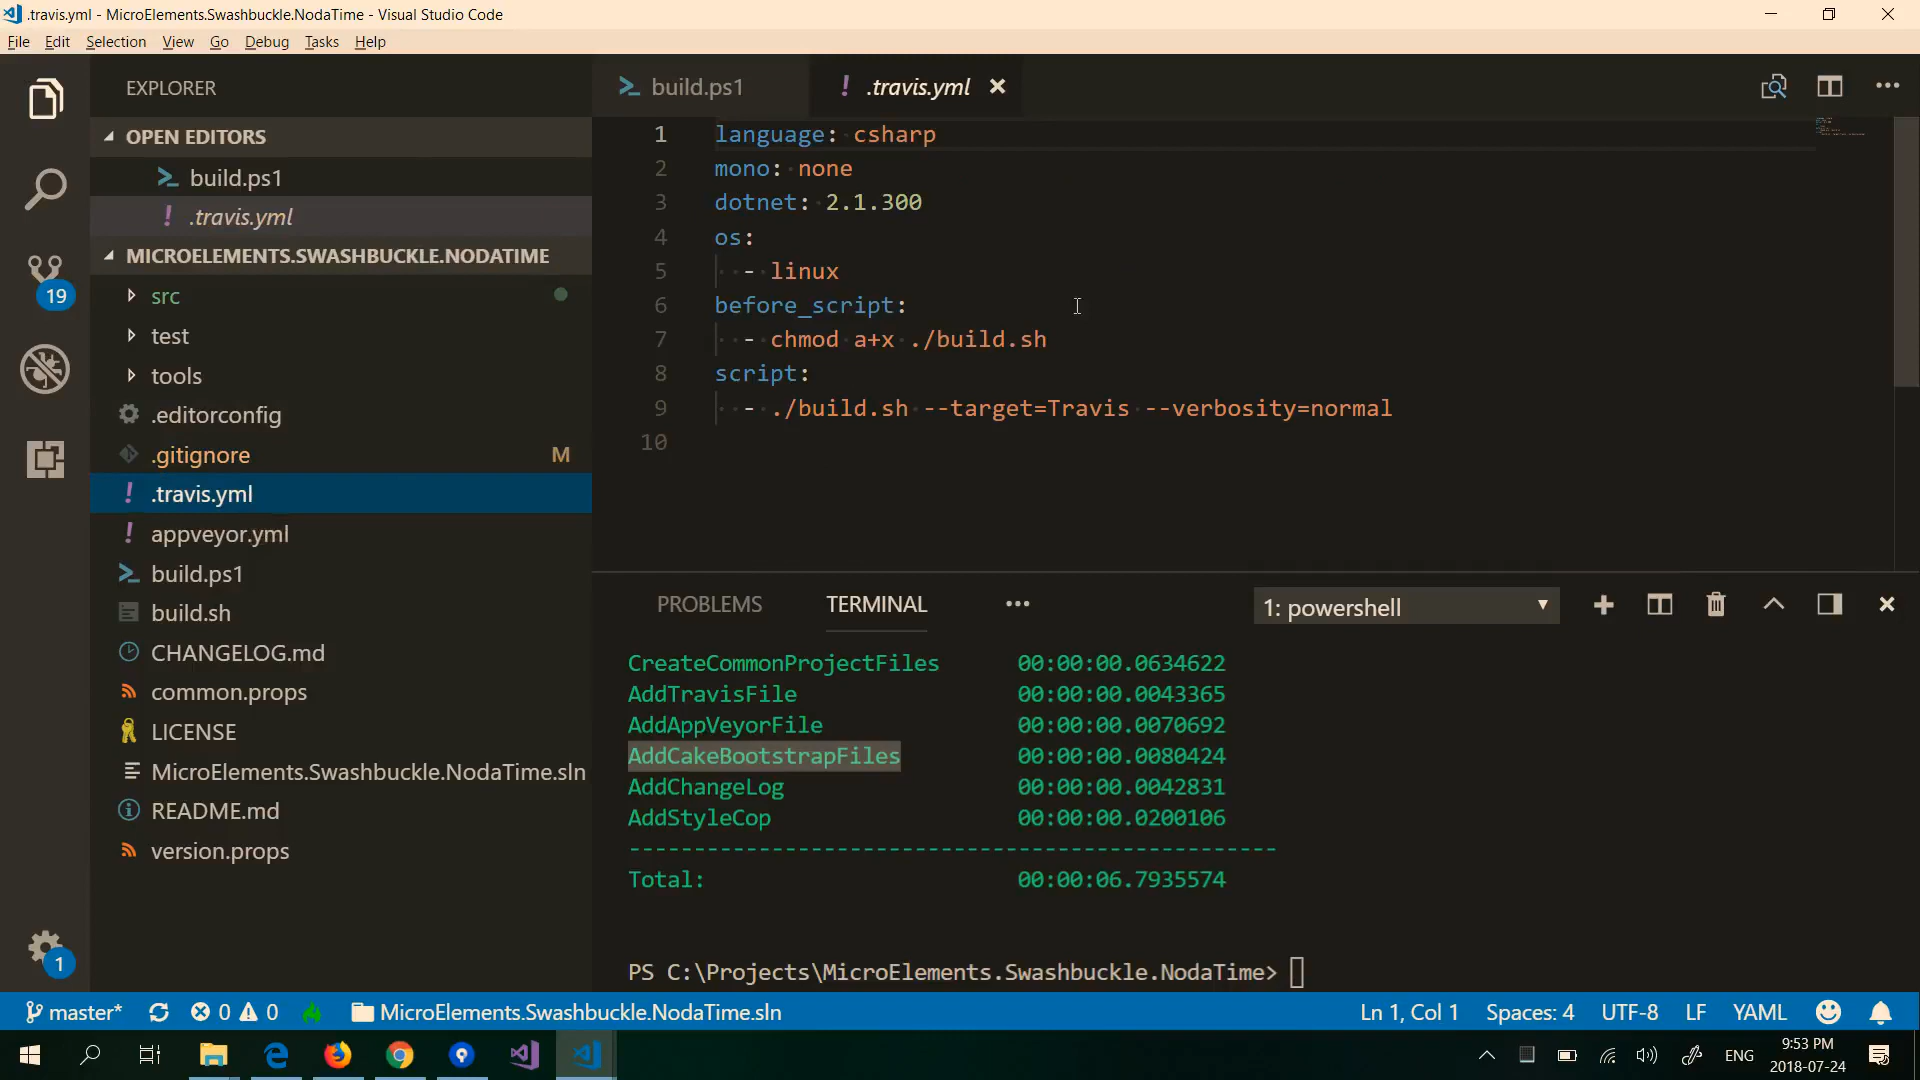 .travis.yml - MicroElements.Swashbuckle.NodaTime - Visual Studio Code
File Edit Selection View Go Debug Tasks Help
EXPLORER
OPEN EDITORS
build.ps1
.travis.yml
MICROELEMENTS.SWASHBUCKLE.NODATIME
src
test
tools
.editorconfig
.gitignore M
.travis.yml
appveyor.yml
build.ps1
build.sh
CHANGELOG.md
common.props
LICENSE
MicroElements.Swashbuckle.NodaTime.sln
README.md
version.props
19
1
build.ps1 .travis.yml
1 language: csharp
2 mono: none
3 dotnet: 2.1.300
4 os:
5 - linux
6 before_script:
7 - chmod a+x ./build.sh
8 script:
9 - ./build.sh --target=Travis --verbosity=normal
10
PROBLEMS TERMINAL ••• 1: powershell
CreateCommonProjectFiles 00:00:00.0634622
AddTravisFile 00:00:00.0043365
AddAppVeyorFile 00:00:00.0070692
AddCakeBootstrapFiles 00:00:00.0080424
AddChangeLog 00:00:00.0042831
AddStyleCop 00:00:00.0200106
--------------------------------------------------
Total: 00:00:06.7935574
PS C:\Projects\MicroElements.Swashbuckle.NodaTime>
master* 0 0 MicroElements.Swashbuckle.NodaTime.sln Ln 1, Col 1 Spaces: 4 UTF-8 LF YAML
ENG 9:53 PM
2018-07-24